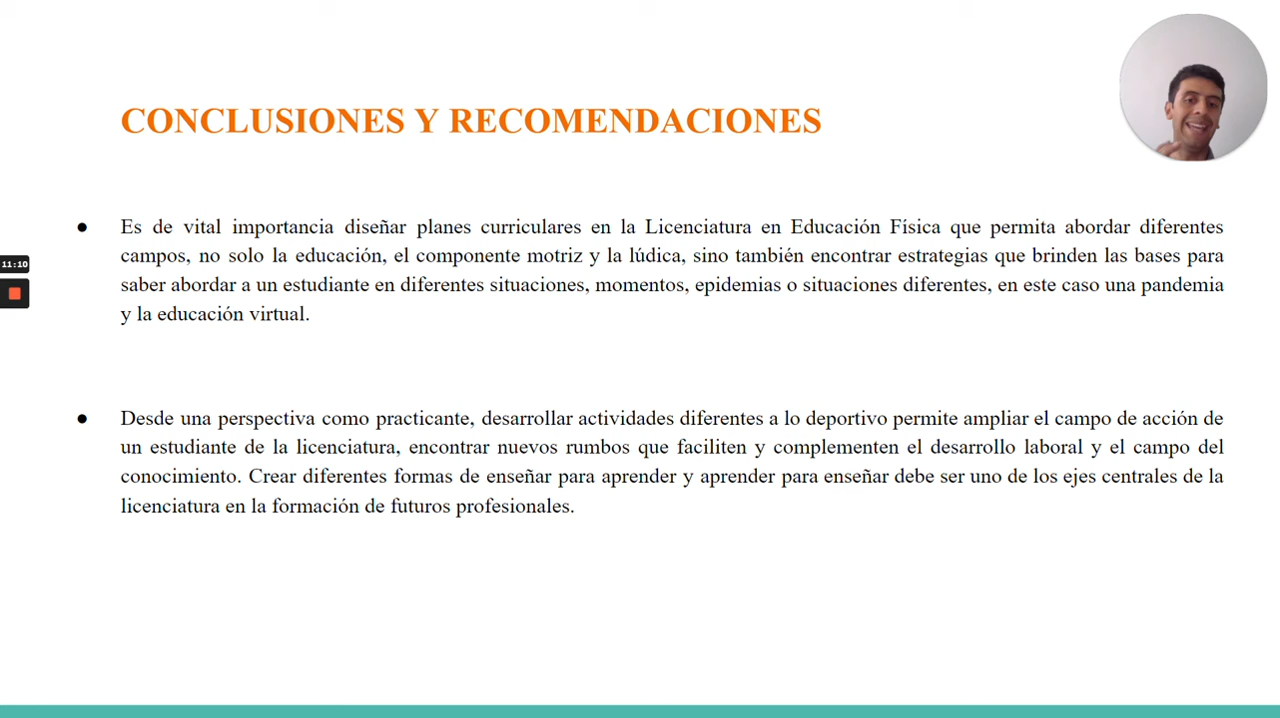 CONCLUSIONES Y RECOMENDACIONES
● Es de vital importancia diseñar planes curriculares en la Licenciatura en Educación Física que permita abordar diferentes
campos, no solo la educación, el componente motriz y la lúdica, sino también encontrar estrategias que brinden las bases para
saber abordar a un estudiante en diferentes situaciones, momentos, epidemias o situaciones diferentes, en este caso una pandemia
y la educación virtual.
11:10
● Desde una perspectiva como practicante, desarrollar actividades diferentes a lo deportivo permite ampliar el campo de acción de
un estudiante de la licenciatura, encontrar nuevos rumbos que faciliten y complementen el desarrollo laboral y el campo del
conocimiento. Crear diferentes formas de enseñar para aprender y aprender para enseñar debe ser uno de los ejes centrales de la
licenciatura en la formación de futuros profesionales.